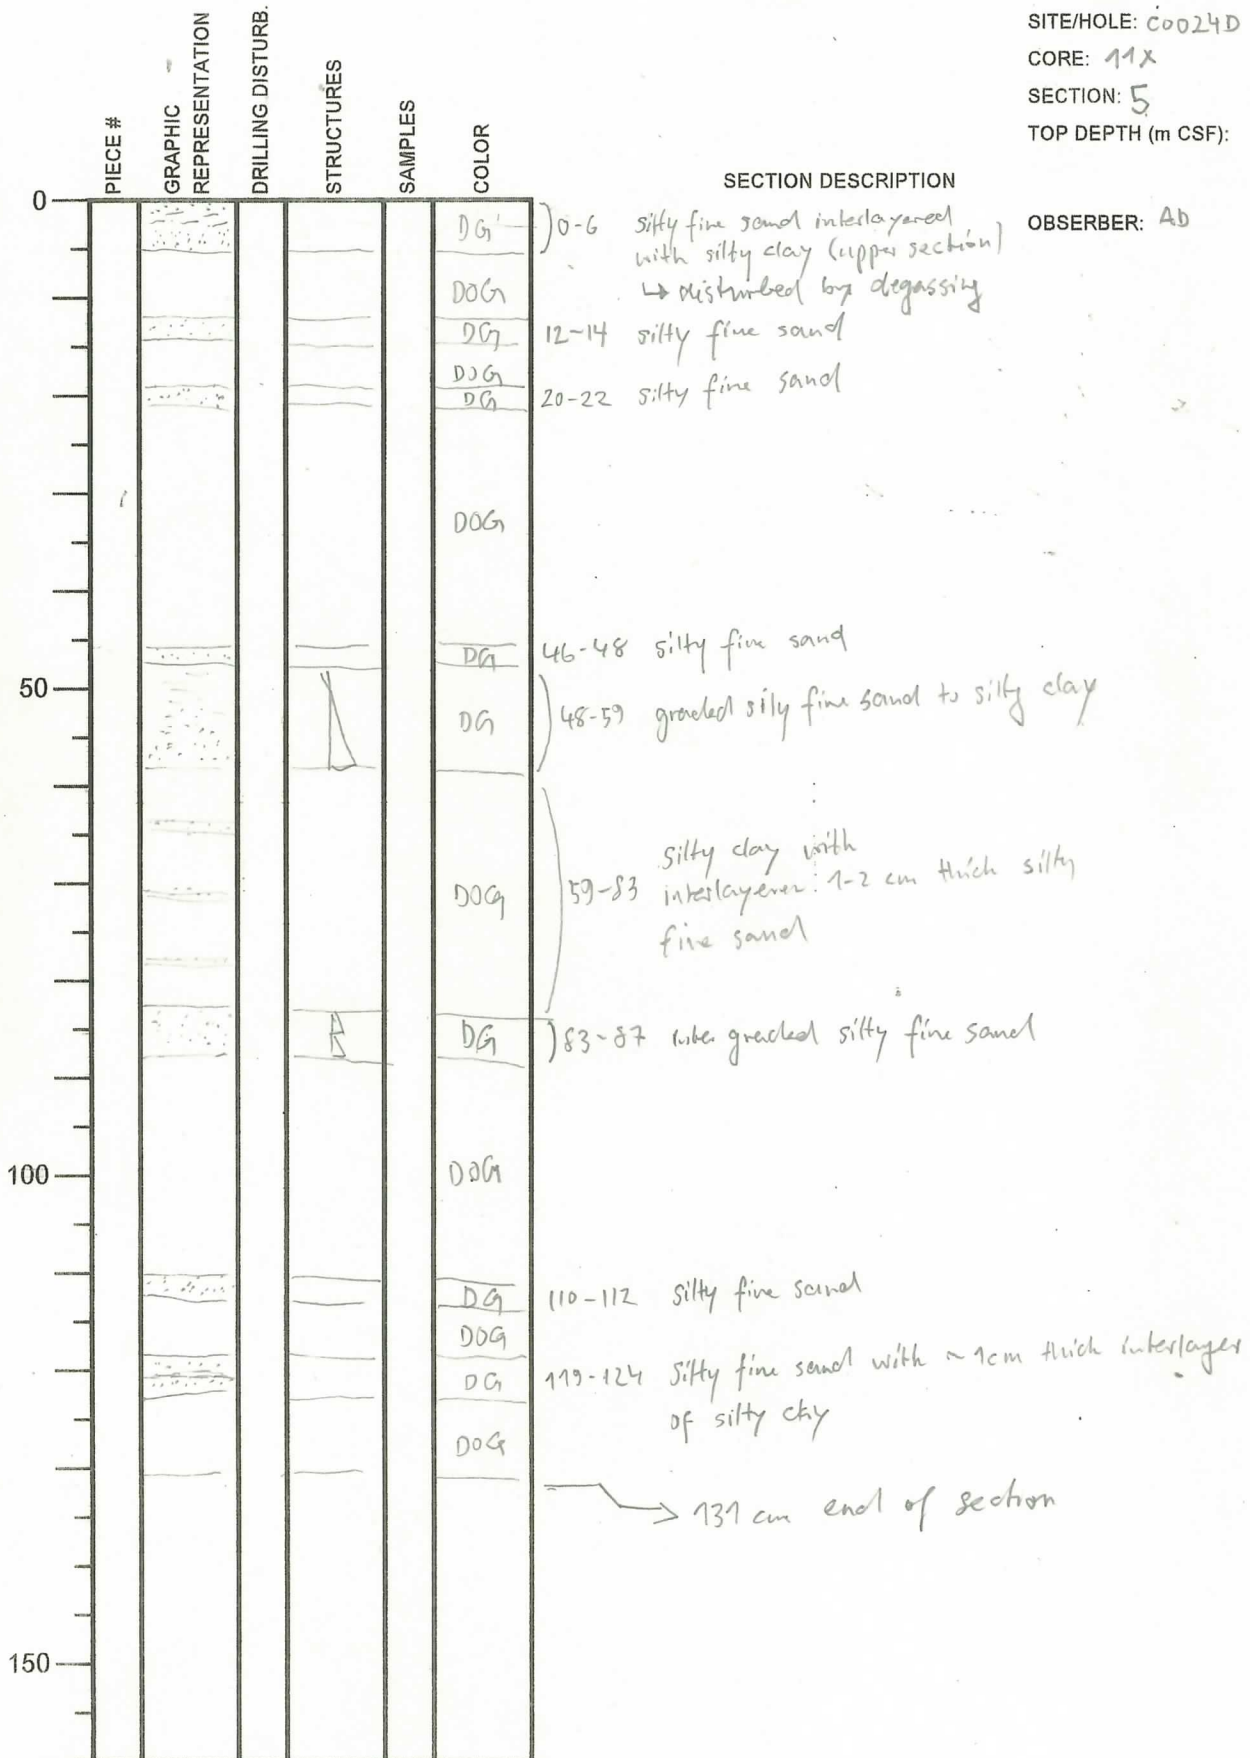 SITE/HOLE: C0024D
CORE: 11X
SECTION: 5
TOP DEPTH (m CSF):
OBSERBER: AD
PIECE #
GRAPHIC
REPRESENTATION
DRILLING DISTURB.
STRUCTURES
SAMPLES
COLOR
SECTION DESCRIPTION
0
DG 0-6 silty fine sand interlayered
with silty clay (upper section)
↳ disturbed by degassing
DOG
DG 12-14 silty fine sand
DOG
DG 20-22 silty fine sand
DOG
DG 46-48 silty fine sand
50
DG 48-59 graded sily fine sand to silty clay
DOG 59-83 silty clay with
interlayer: 1-2 cm thick silty
fine sand
DG 83-87 graded silty fine sand
100
DOG
DG 110-112 silty fine sand
DOG
DG 119-124 silty fine sand with ~1cm thick interlayer
of silty clay
DOG
→ 131 cm end of section
150